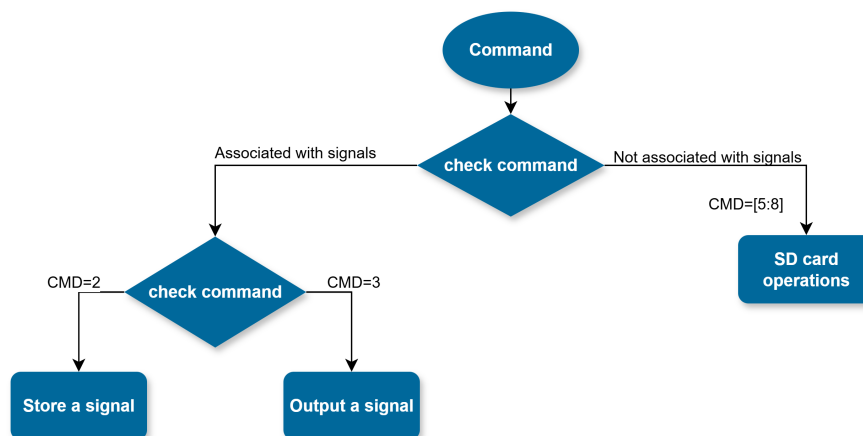 Command
check command
Associated with signals
Not associated with signals
CMD=[5:8]
SD card
operations
check command
CMD=2
CMD=3
Store a signal
Output a signal